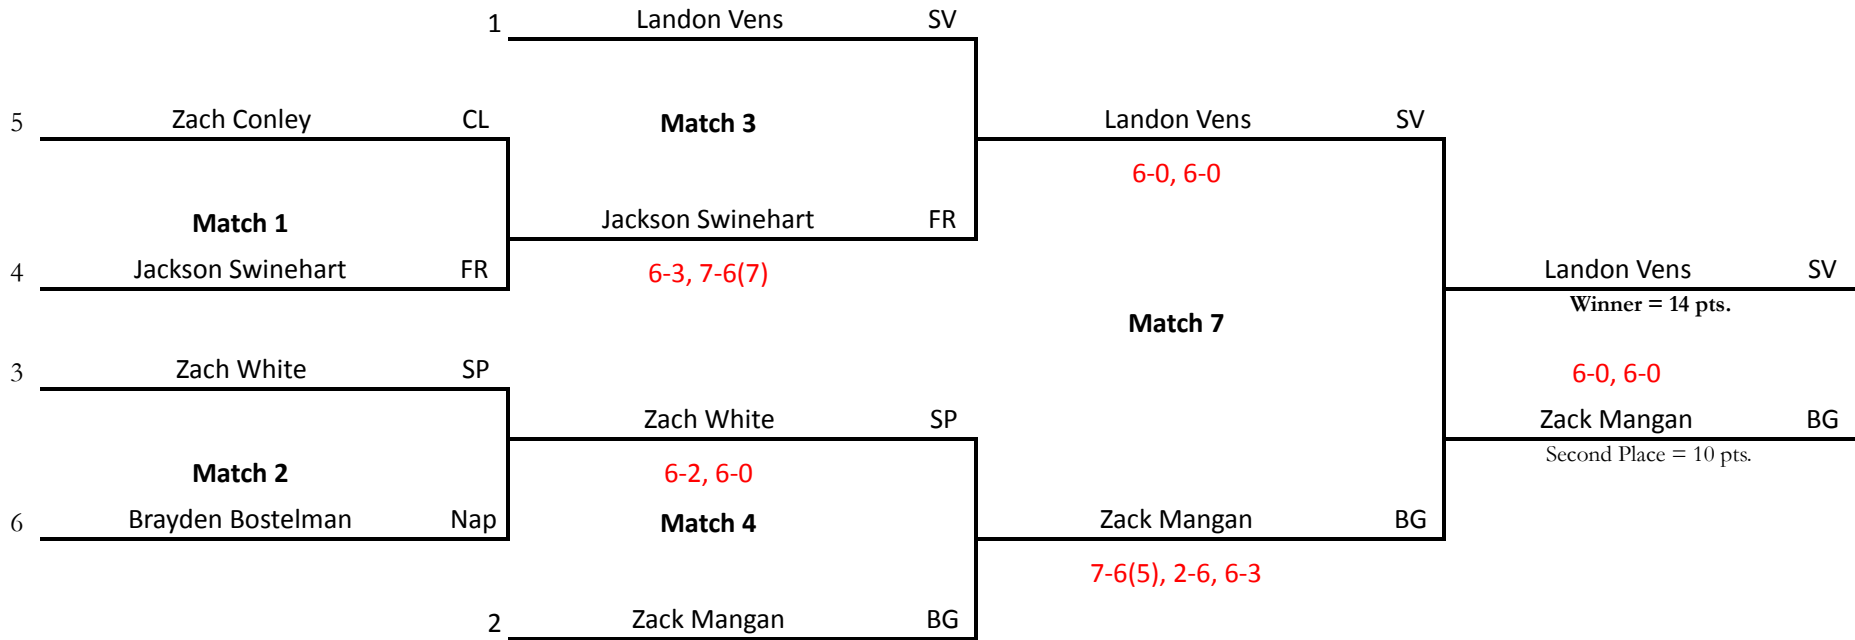 1 Landon Vens SV
5 Zach Conley CL
Match 3
Landon Vens SV
6-0, 6-0
Match 1
Jackson Swinehart FR
4 Jackson Swinehart FR
6-3, 7-6(7)
Landon Vens SV
Winner = 14 pts.
Match 7
3 Zach White SP
6-0, 6-0
Zach White SP
Zack Mangan BG
Second Place = 10 pts.
Match 2
6-2, 6-0
6 Brayden Bostelman Nap
Match 4
Zack Mangan BG
7-6(5), 2-6, 6-3
2 Zack Mangan BG